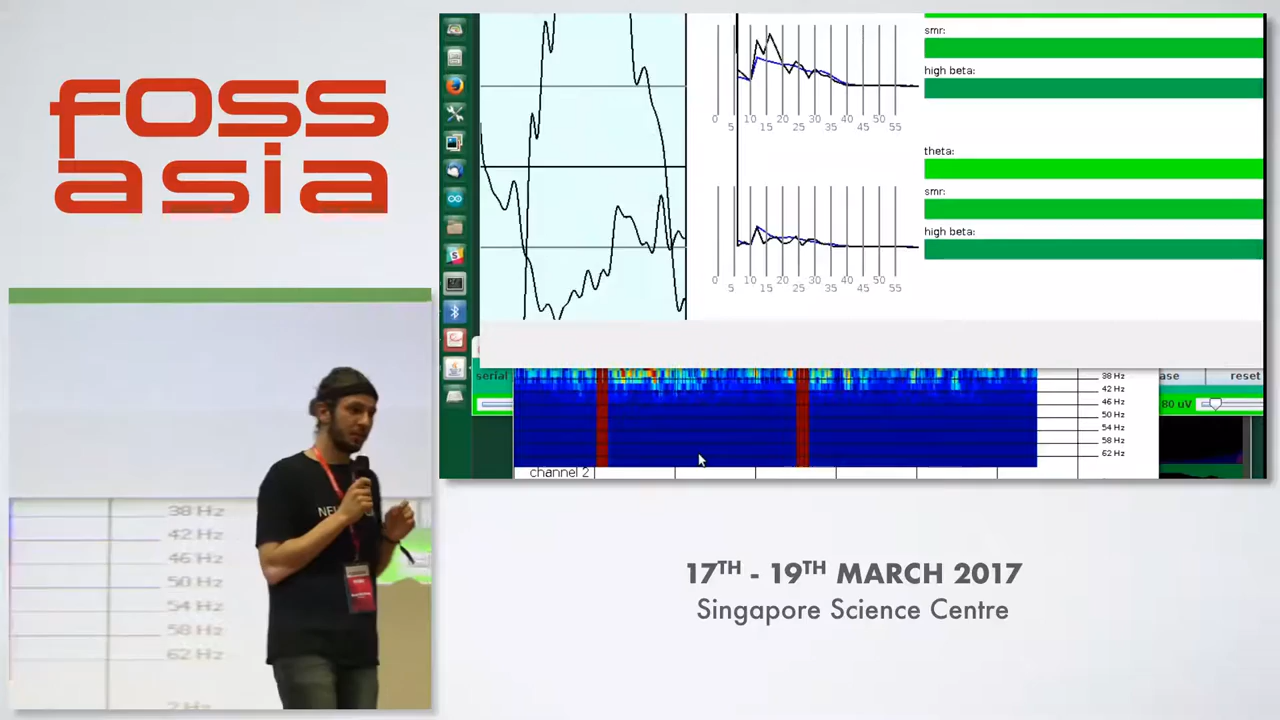 foss
asia
smr:
high beta:
0 10 20 30 40 50
5 15 25 35 45 55
theta:
smr:
high beta:
0 10 20 30 40 50
5 15 25 35 45 55
serial
38 Hz
42 Hz
46 Hz
50 Hz
54 Hz
58 Hz
62 Hz
ase
reset
80 uV
channel 2
38 Hz
42 Hz
46 Hz
50 Hz
54 Hz
58 Hz
62 Hz
2 Hz
17TH - 19TH MARCH 2017
Singapore Science Centre